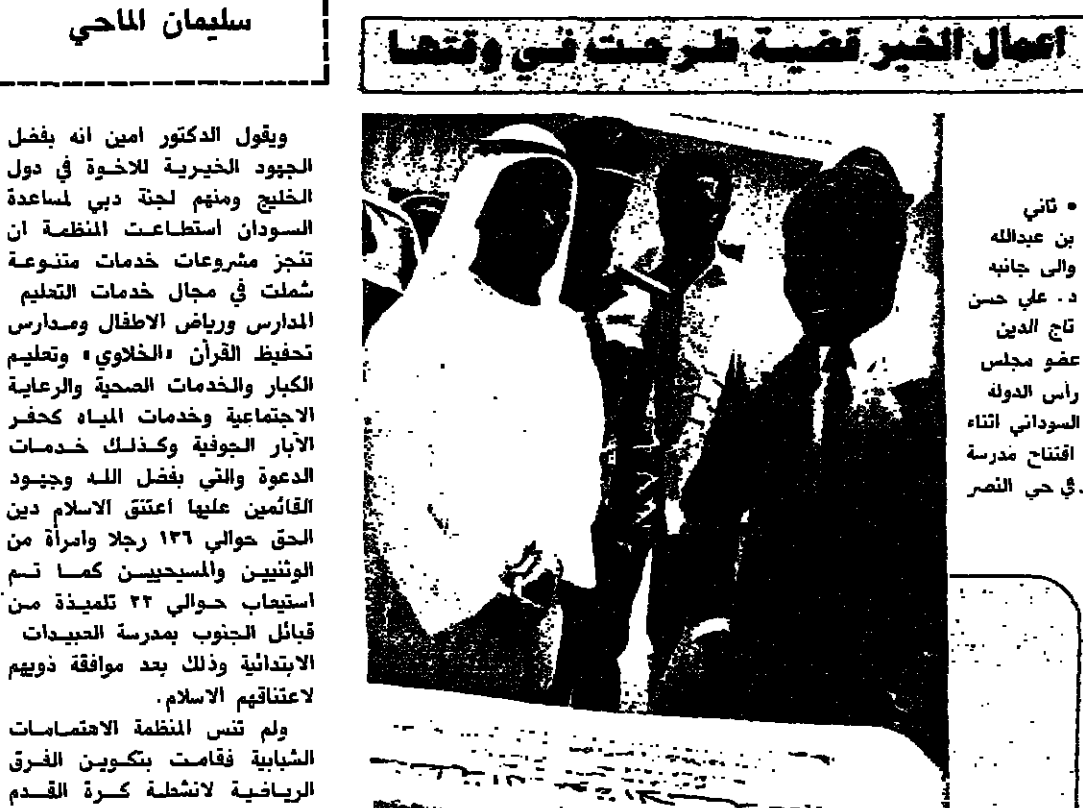 اعمال الخير قضية طرحت في وقتها
• ثاني
بن عبدالله
والى جانبه
د. علي حسن
تاج الدين
عضو مجلس
رأس الدوله
السوداني اثناء
افتتاح مدرسة
في حي النصر
سليمان الماحي
ويقول الدكتور امين انه بفضل
الجهود الخيرية للاخوة في دول
الخليج ومنهم لجنة دبي لمساعدة
السودان استطاعت المنظمة ان
تنجز مشروعات خدمات متنوعة
شملت في مجال خدمات التعليم
المدارس ورياض الاطفال ومدارس
تحفيظ القرآن «الخلاوي» وتعليم
الكبار والخدمات الصحية والرعاية
الاجتماعية وخدمات المياه كحفر
الآبار الجوفية وكذلك خدمات
الدعوة والتي بفضل الله وجهود
القائمين عليها اعتنق الاسلام دين
الحق حوالي ١٣٦ رجلا وامرأة من
الوثنيين والمسيحيين كما تم
استيعاب حوالي ٢٢ تلميذة من
قبائل الجنوب بمدرسة العبيدات
الابتدائية وذلك بعد موافقة ذويهم
لاعتناقهم الاسلام.
ولم تنس المنظمة الاهتمامات
الشبابية فقامت بتكوين الفرق
الرياضية لانشطة كرة القدم